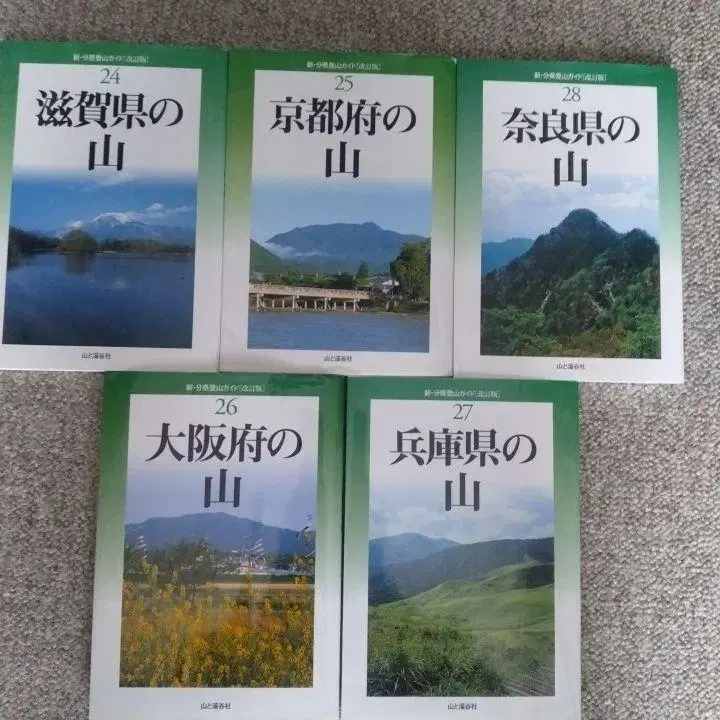 新・分県登山ガイド[改訂版]
24
滋賀県の
山
山と溪谷社
新・分県登山ガイド[改訂版]
25
京都府の
山
山と溪谷社
新・分県登山ガイド[改訂版]
28
奈良県の
山
山と溪谷社
新・分県登山ガイド[改訂版]
26
大阪府の
山
山と溪谷社
新・分県登山ガイド[改訂版]
27
兵庫県の
山
山と溪谷社